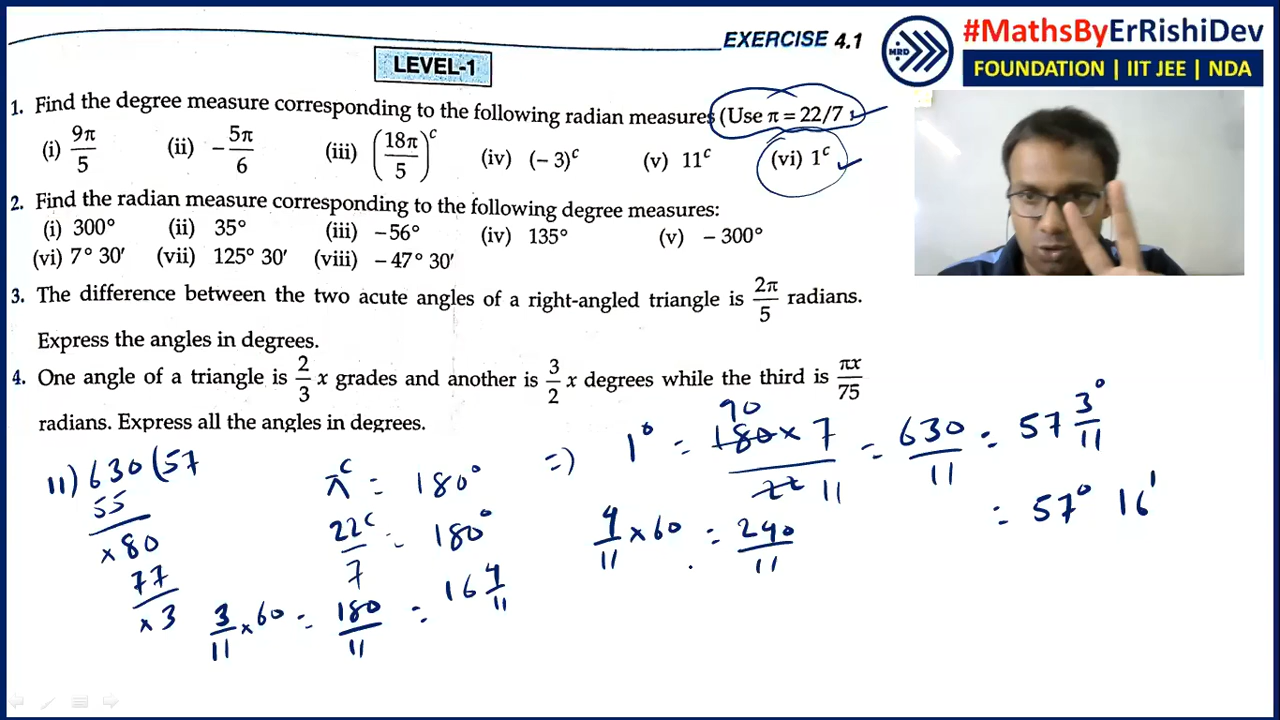 EXERCISE 4.1
#MathsByErRishiDev
MRD
FOUNDATION | IIT JEE | NDA
LEVEL-1
1. Find the degree measure corresponding to the following radian measures (Use π = 22/7)
(i) 9π/5 (ii) − 5π/6 (iii) (18π/5)ᶜ (iv) (− 3)ᶜ (v) 11ᶜ (vi) 1ᶜ
2. Find the radian measure corresponding to the following degree measures:
(i) 300° (ii) 35° (iii) −56° (iv) 135° (v) − 300°
(vi) 7° 30′ (vii) 125° 30′ (viii) − 47° 30′
3. The difference between the two acute angles of a right-angled triangle is 2π/5 radians.
Express the angles in degrees.
4. One angle of a triangle is 2/3 x grades and another is 3/2 x degrees while the third is πx/75
radians. Express all the angles in degrees.
11) 630 (57
55
×80
77
×3
πᶜ = 180°
22ᶜ/7 = 180°
3/11 × 60 = 180/11 = 16 4/11
=) 1° = 180 × 7 / 22 90 11 = 630/11 = 57 3°/11
= 57° 16′
4/11 × 60 = 240/11